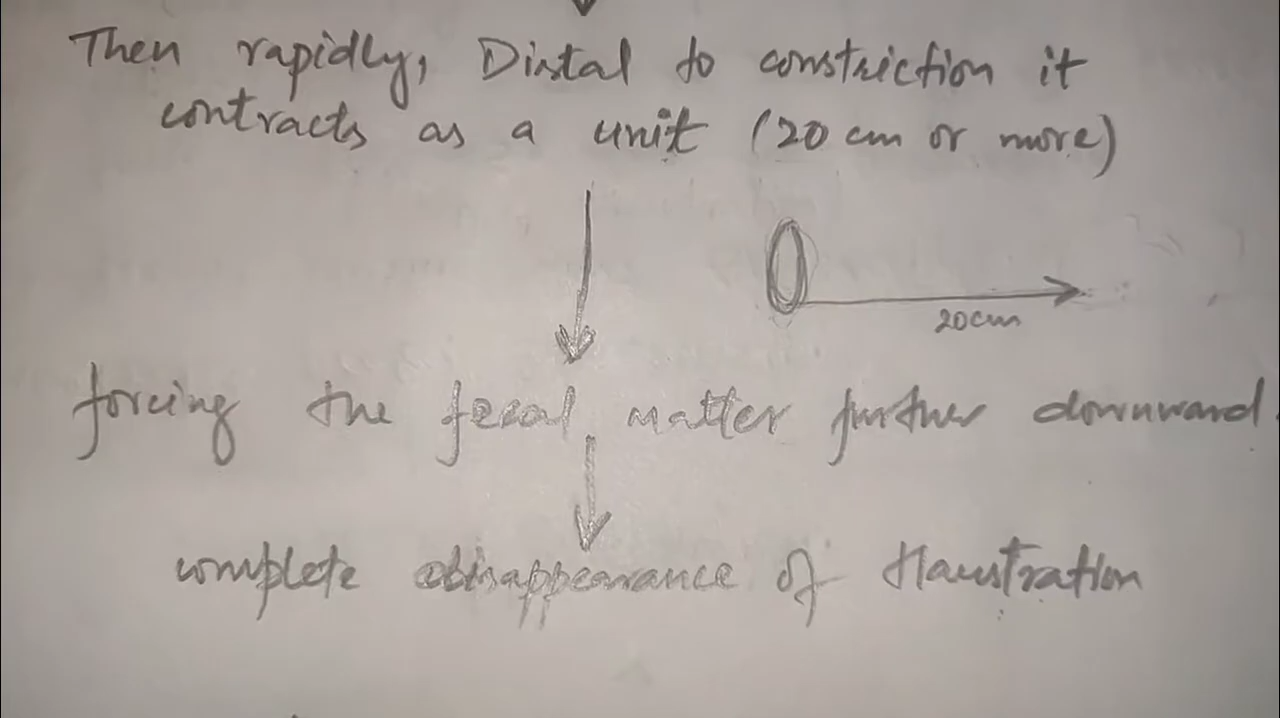 Then rapidly, Distal to constriction it
contracts as a unit (20 cm or more)
20cm
forcing the fecal matter further downward
complete disappearance of Haustration